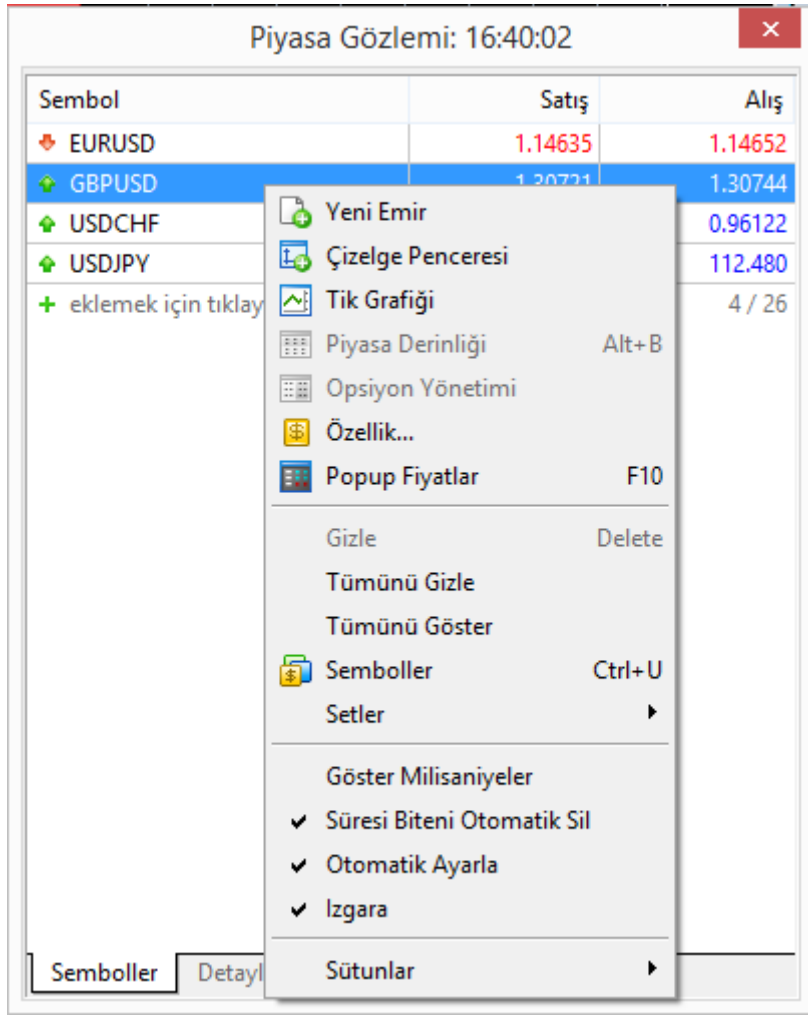 Piyasa Gözlemi: 16:40:02
Sembol Satış Alış
EURUSD 1.14635 1.14652
GBPUSD 1.30721 1.30744
USDCHF 0.96122
USDJPY 112.480
eklemek için tıklay 4 / 26
Yeni Emir
Çizelge Penceresi
Tik Grafiği
Piyasa Derinliği Alt+B
Opsiyon Yönetimi
Özellik...
Popup Fiyatlar F10
Gizle Delete
Tümünü Gizle
Tümünü Göster
Semboller Ctrl+U
Setler
Göster Milisaniyeler
Süresi Biteni Otomatik Sil
Otomatik Ayarla
Izgara
Sütunlar
Semboller Detayl